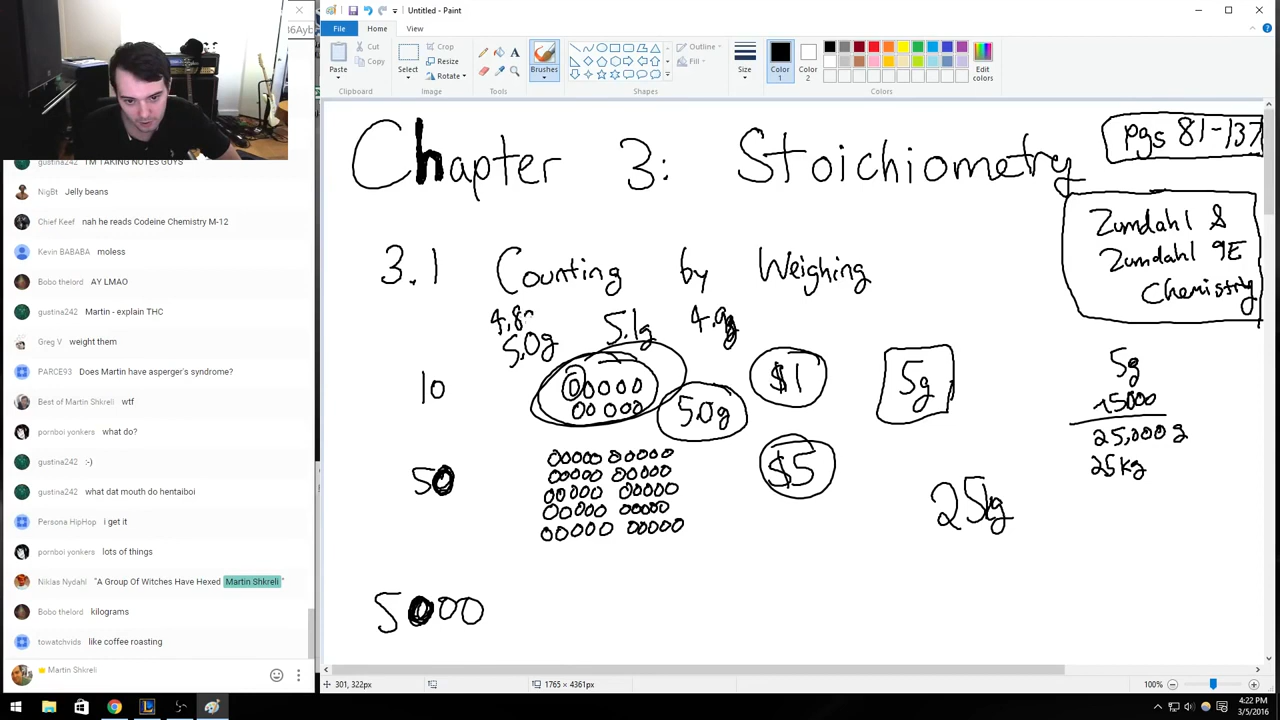 Untitled - Paint
File
Home
View
Paste
Cut
Copy
Clipboard
Select
Crop
Resize
Rotate
Image
Tools
Brushes
Shapes
Outline
Fill
Size
Color 1
Color 2
Edit colors
Colors
gustina242 I'M TAKING NOTES GUYS
NigBt Jelly beans
Chief Keef nah he reads Codeine Chemistry M-12
Kevin BABABA moless
Bobo thelord AY LMAO
gustina242 Martin - explain THC
Greg V weight them
PARCE93 Does Martin have asperger's syndrome?
Best of Martin Shkreli wtf
pornboi yonkers what do?
gustina242 :-)
gustina242 what dat mouth do hentaiboi
Persona HipHop i get it
pornboi yonkers lots of things
Niklas Nydahl "A Group Of Witches Have Hexed Martin Shkreli "
Bobo thelord kilograms
towatchvids like coffee roasting
Martin Shkreli
Chapter 3: Stoichiometry
pgs 81-137
Zumdahl &
Zumdahl 9E
Chemistry
3.1 Counting by Weighing
5.0g 5.1g 4.9g
10 5.0g $1 5g
50 $5 25kg
5g
25,000 g
25kg
5000
301, 322px
1765 × 4361px
100%
4:22 PM
3/5/2016